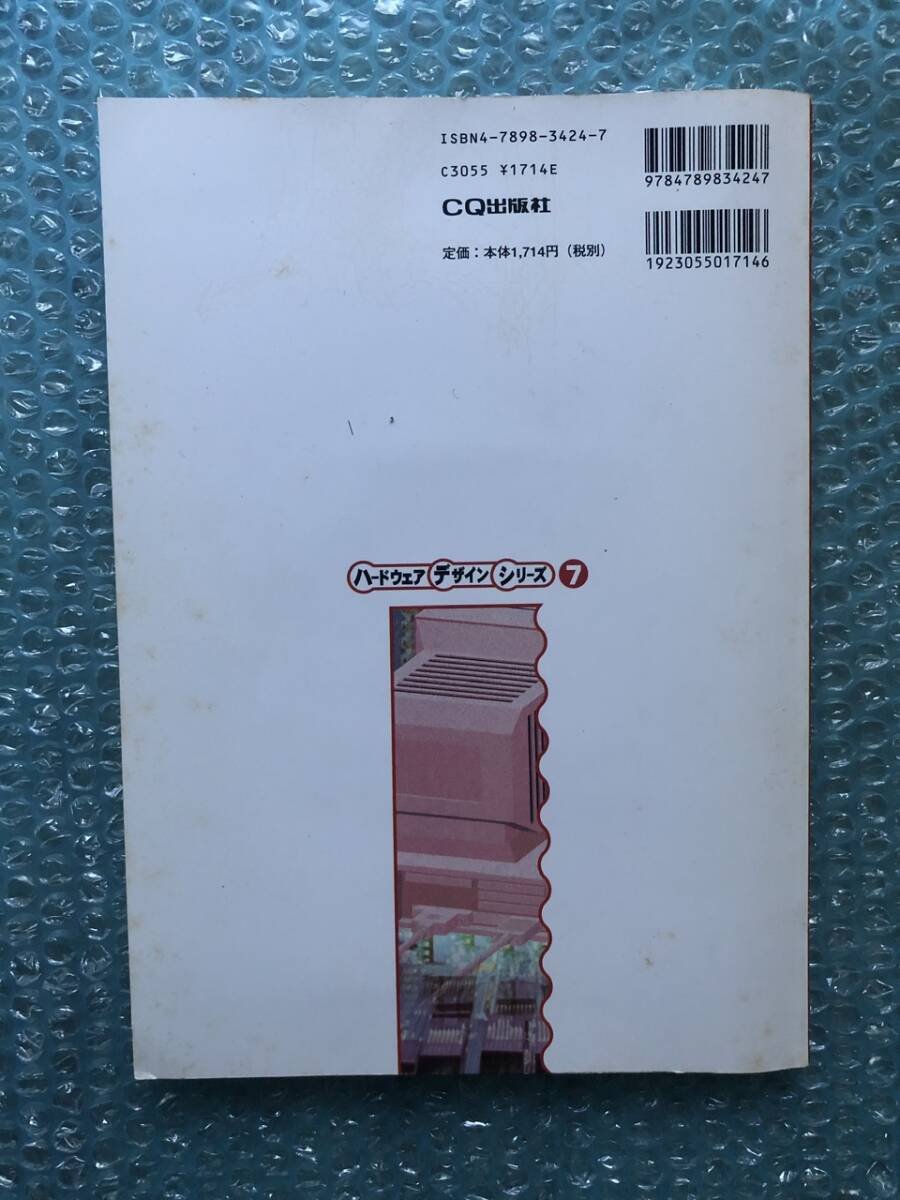 ISBN4-7898-3424-7
C3055 ¥1714E
CQ出版社
定価：本体1,714円（税別）
9784789834247
1923055017146
ハードウェアデザインシリーズ7